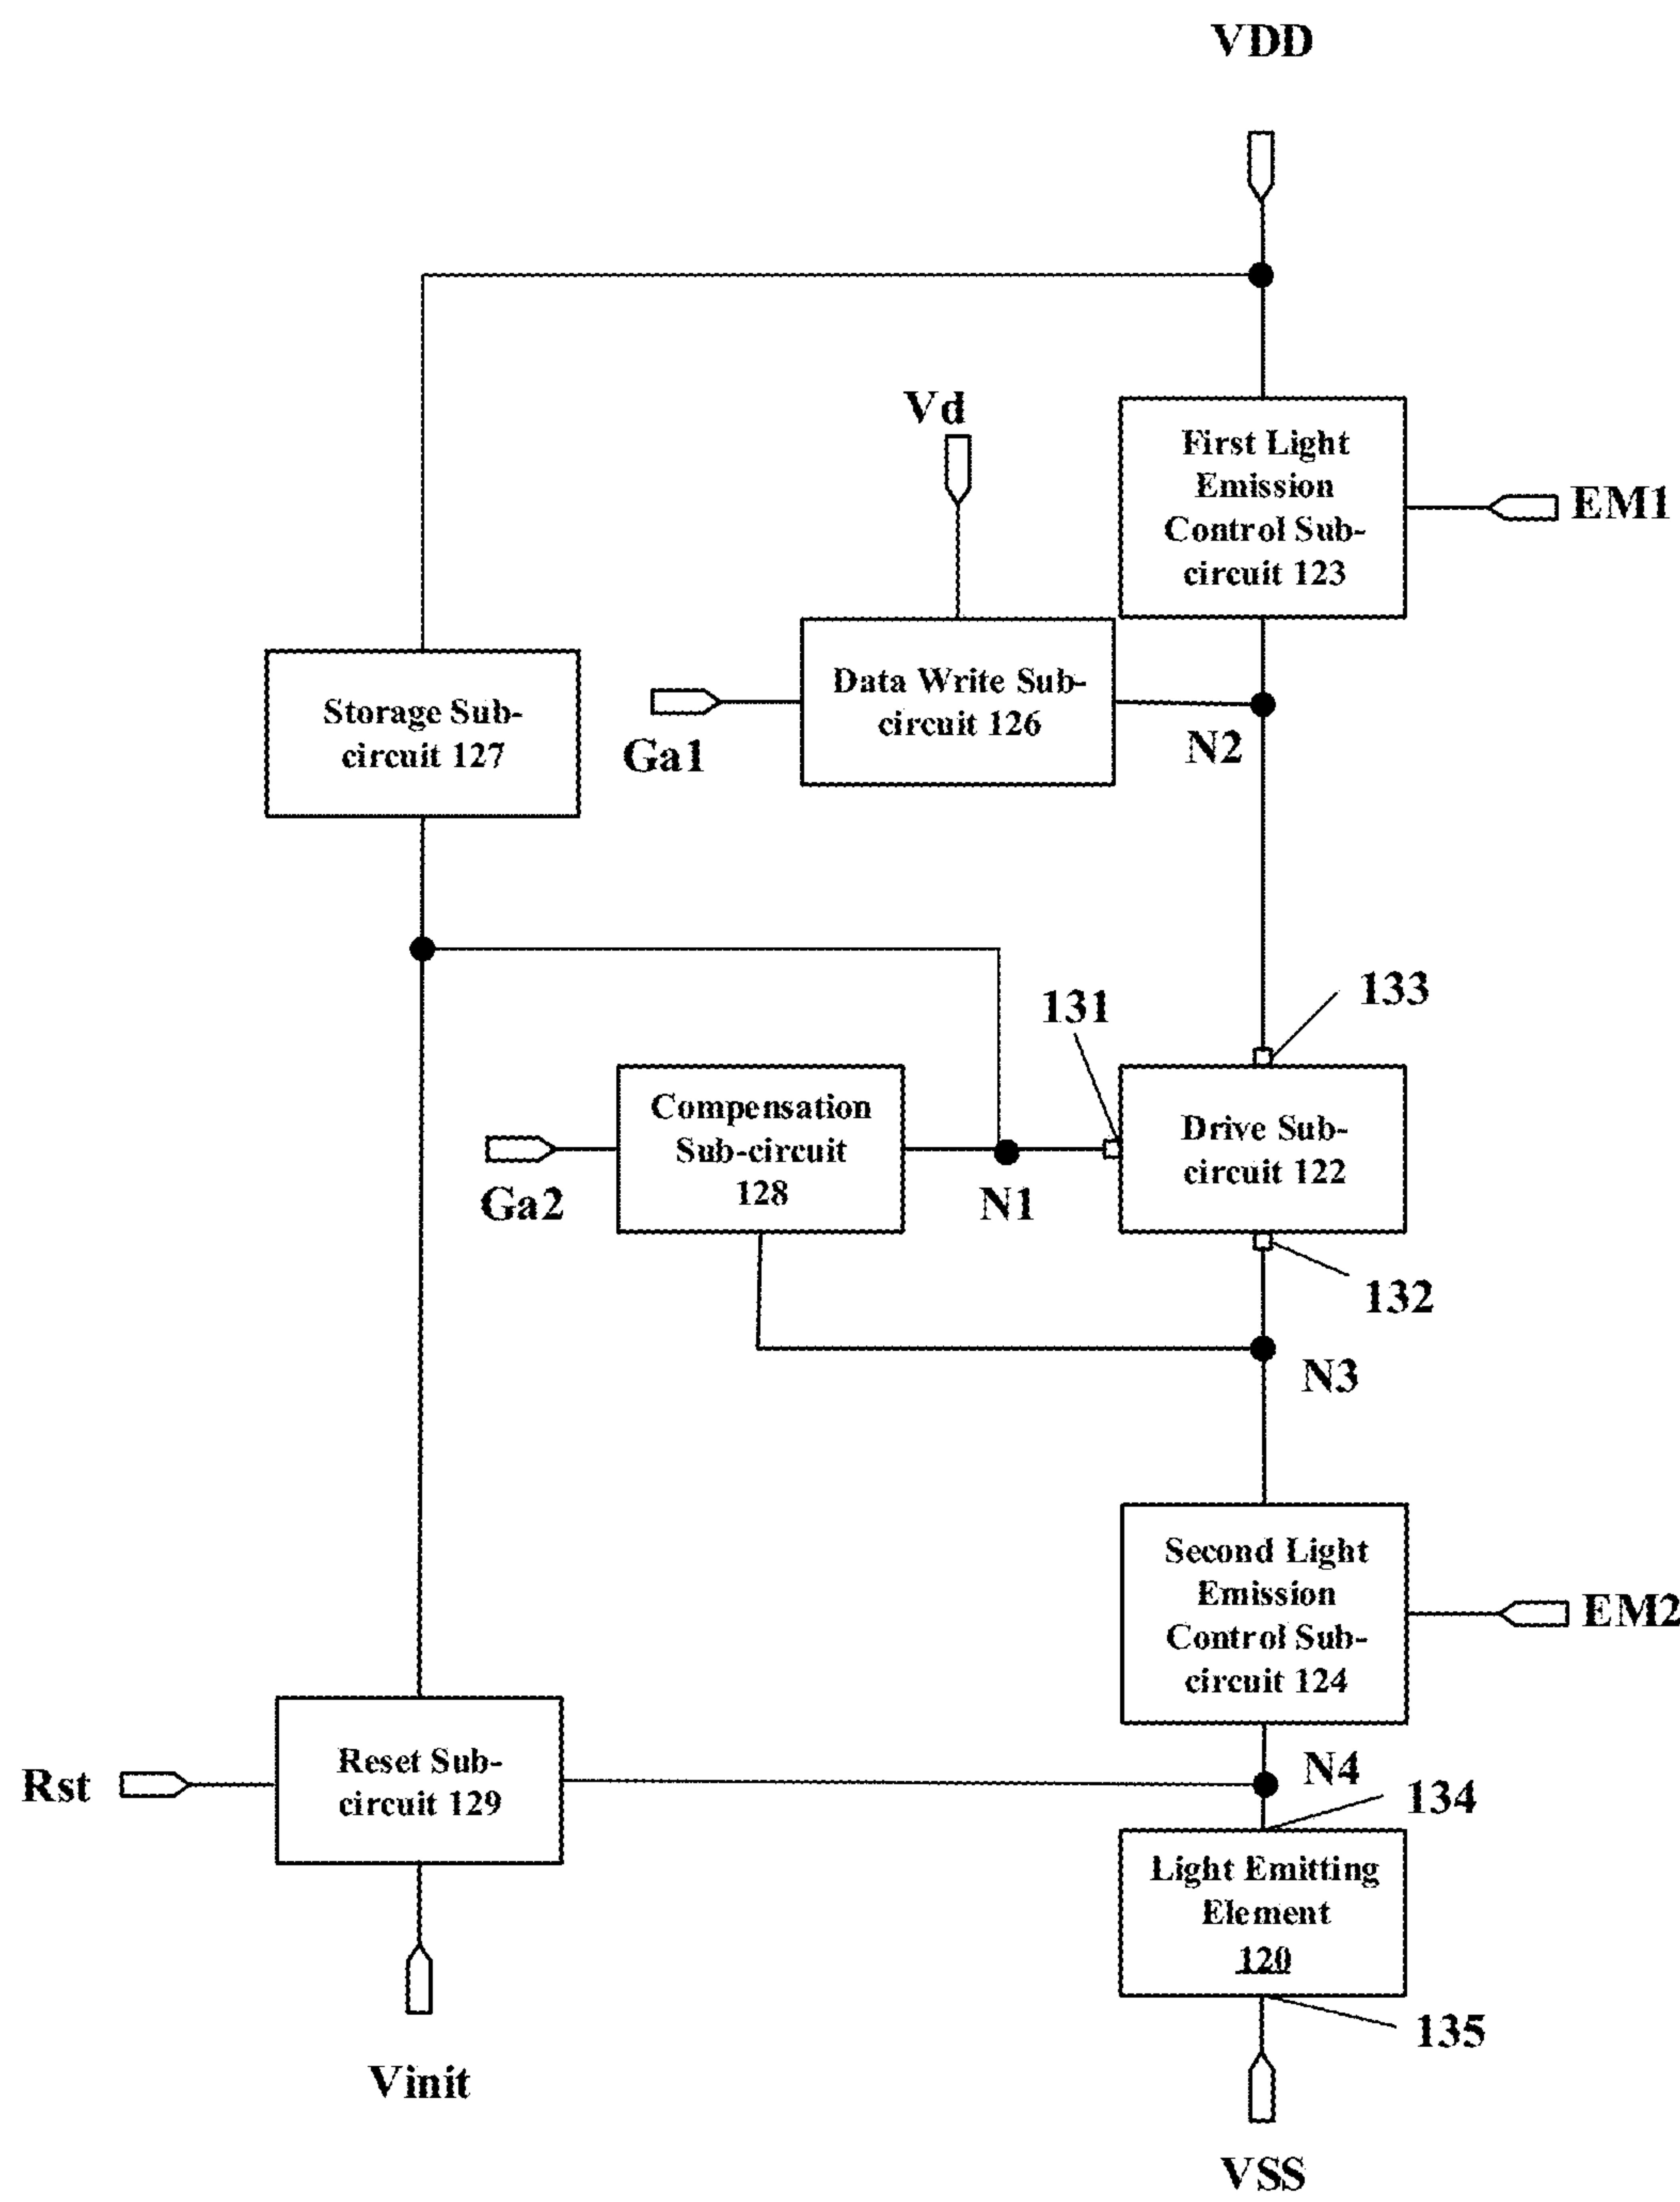 VDD
Vd
First Light
Emission
Control Sub-
circuit 123
EM1
Storage Sub-
circuit 127
Data Write Sub-
circuit 126
Ga1
N2
133
131
Compensation
Sub-circuit
128
Drive Sub-
circuit 122
Ga2
N1
132
N3
Second Light
Emission
Control Sub-
circuit 124
EM2
Reset Sub-
circuit 129
Rst
N4
134
Light Emitting
Element
120
135
Vinit
VSS